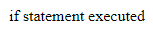 if statement executed